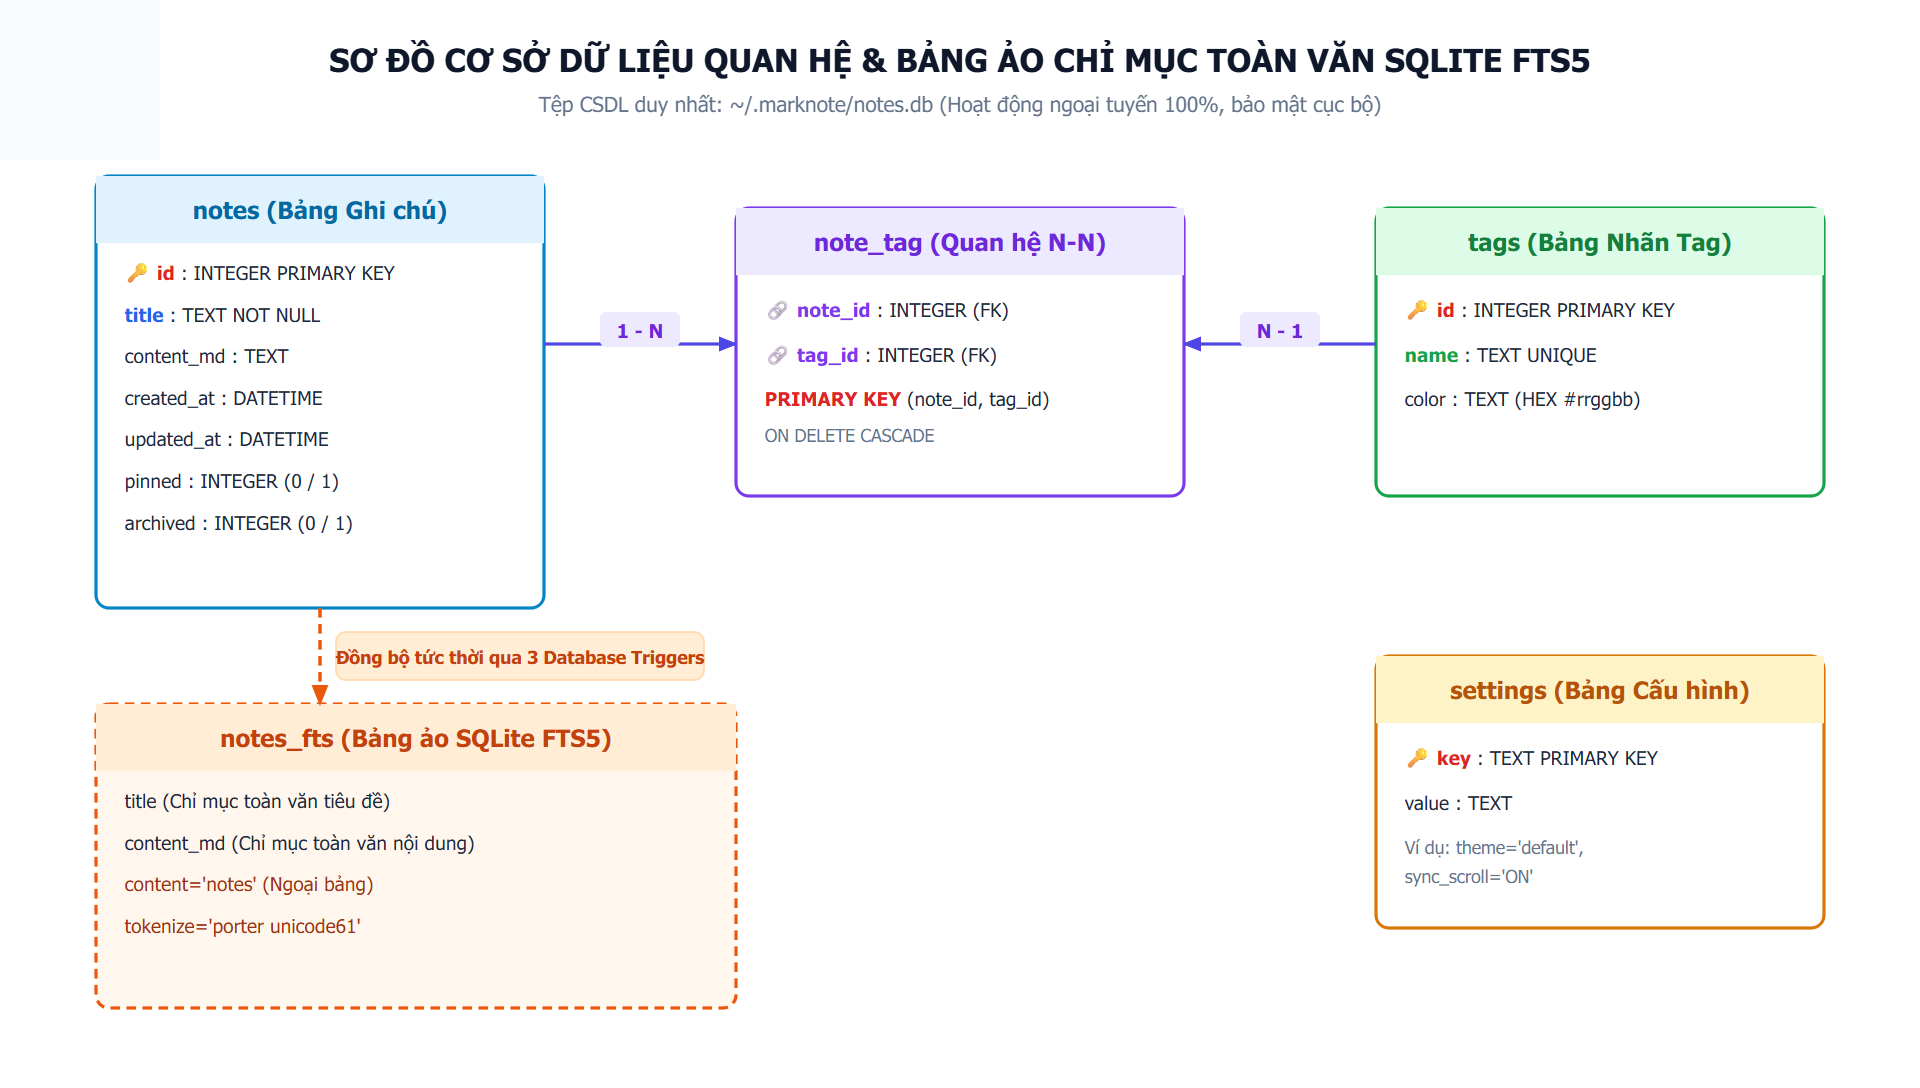 SƠ ĐỒ CƠ SỞ DỮ LIỆU QUAN HỆ & BẢNG ẢO CHỈ MỤC TOÀN VĂN SQLITE FTS5
Tệp CSDL duy nhất: ~/.marknote/notes.db (Hoạt động ngoại tuyến 100%, bảo mật cục bộ)
notes (Bảng Ghi chú)
🔑 id : INTEGER PRIMARY KEY
title : TEXT NOT NULL
content_md : TEXT
created_at : DATETIME
updated_at : DATETIME
pinned : INTEGER (0 / 1)
archived : INTEGER (0 / 1)
1 - N
note_tag (Quan hệ N-N)
🔗 note_id : INTEGER (FK)
🔗 tag_id : INTEGER (FK)
PRIMARY KEY (note_id, tag_id)
ON DELETE CASCADE
N - 1
tags (Bảng Nhãn Tag)
🔑 id : INTEGER PRIMARY KEY
name : TEXT UNIQUE
color : TEXT (HEX #rrggbb)
Đồng bộ tức thời qua 3 Database Triggers
notes_fts (Bảng ảo SQLite FTS5)
title (Chỉ mục toàn văn tiêu đề)
content_md (Chỉ mục toàn văn nội dung)
content='notes' (Ngoại bảng)
tokenize='porter unicode61'
settings (Bảng Cấu hình)
🔑 key : TEXT PRIMARY KEY
value : TEXT
Ví dụ: theme='default',
sync_scroll='ON'